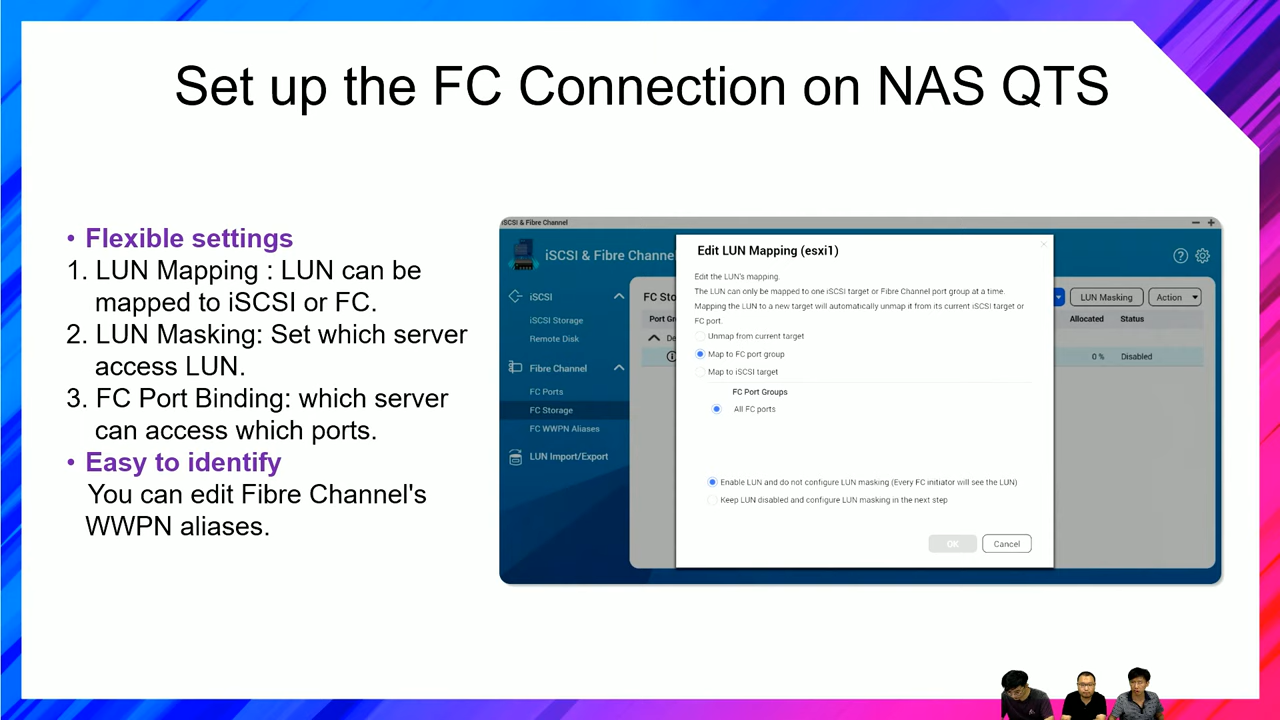 Set up the FC Connection on NAS QTS
• Flexible settings
1. LUN Mapping : LUN can be
mapped to iSCSI or FC.
2. LUN Masking: Set which server
access LUN.
3. FC Port Binding: which server
can access which ports.
• Easy to identify
You can edit Fibre Channel's
WWPN aliases.
iSCSI & Fibre Channel
iSCSI & Fibre Channe
iSCSI
iSCSI Storage
Remote Disk
Fibre Channel
FC Ports
FC Storage
FC WWPN Aliases
LUN Import/Export
FC Sto
Port Gr
De
LUN Masking
Action
Allocated
Status
0 %
Disabled
Edit LUN Mapping (esxi1)
Edit the LUN's mapping.
The LUN can only be mapped to one iSCSI target or Fibre Channel port group at a time.
Mapping the LUN to a new target will automatically unmap it from its current iSCSI target or
FC port.
Unmap from current target
Map to FC port group
Map to iSCSI target
FC Port Groups
All FC ports
Enable LUN and do not configure LUN masking (Every FC initiator will see the LUN)
Keep LUN disabled and configure LUN masking in the next step
OK
Cancel